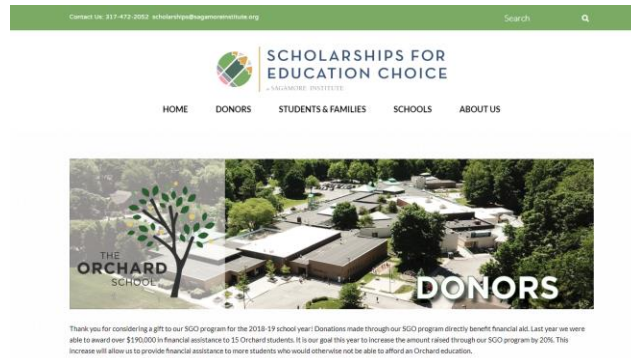 Contact Us: 317-472-2052 scholarships@sagamoreinstitute.org
Search
SCHOLARSHIPS FOR
EDUCATION CHOICE
SAGAMORE INSTITUTE
HOME DONORS STUDENTS & FAMILIES SCHOOLS ABOUT US
THE
ORCHARD
SCHOOL
DONORS
Thank you for considering a gift to our SGO program for the 2018-19 school year! Donations made through our SGO program directly benefit financial aid. Last year we were
able to award over $190,000 in financial assistance to 15 Orchard students. It is our goal this year to increase the amount raised through our SGO program by 20%. This
increase will allow us to provide financial assistance to more students who would otherwise not be able to afford an Orchard education.